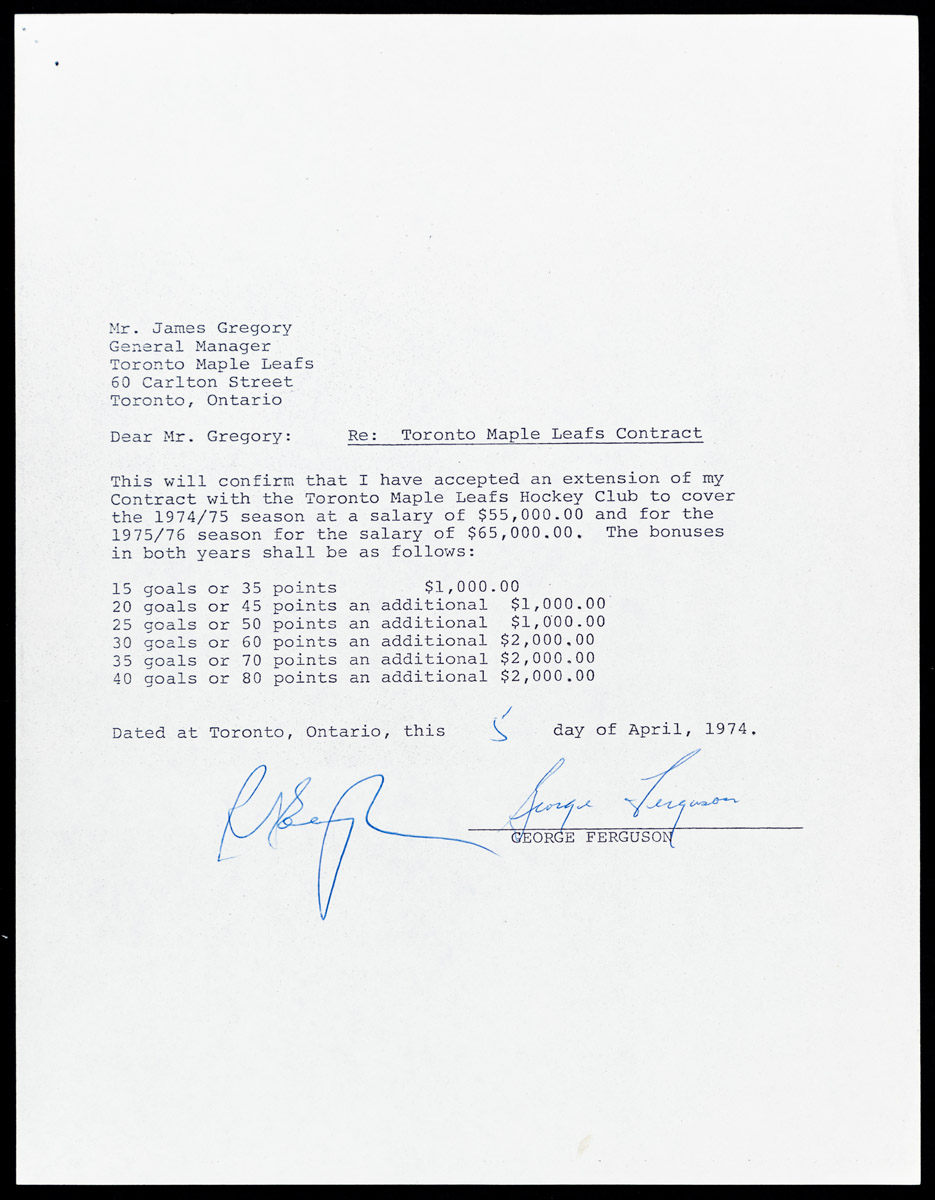 Mr. James Gregory
General Manager
Toronto Maple Leafs
60 Carlton Street
Toronto, Ontario
Dear Mr. Gregory: Re: Toronto Maple Leafs Contract
This will confirm that I have accepted an extension of my
Contract with the Toronto Maple Leafs Hockey Club to cover
the 1974/75 season at a salary of $55,000.00 and for the
1975/76 season for the salary of $65,000.00. The bonuses
in both years shall be as follows:
15 goals or 35 points $1,000.00
20 goals or 45 points an additional $1,000.00
25 goals or 50 points an additional $1,000.00
30 goals or 60 points an additional $2,000.00
35 goals or 70 points an additional $2,000.00
40 goals or 80 points an additional $2,000.00
Dated at Toronto, Ontario, this 5 day of April, 1974.
George Ferguson
GEORGE FERGUSON